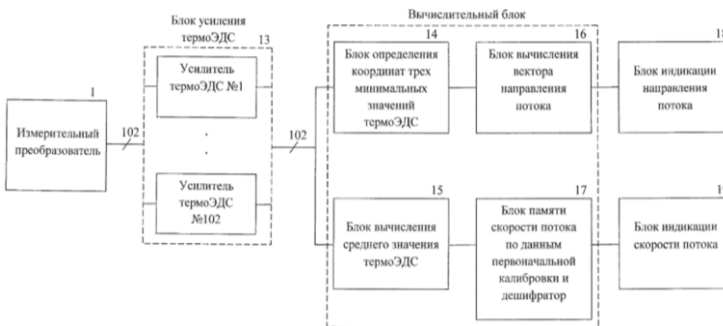 Блок усиления
термоЭДС
13
Усилитель
термоЭДС №1
.
.
Усилитель
термоЭДС
№102
1
Измерительный
преобразователь
102
102
Вычислительный блок
14
Блок определения
координат трех
минимальных
значений
термоЭДС
16
Блок вычисления
вектора
направления
потока
18
Блок индикации
направления
потока
15
Блок вычисления
среднего значения
термоЭДС
17
Блок памяти
скорости потока
по данным
первоначальной
калибровки и
дешифратор
Блок индикации
скорости потока